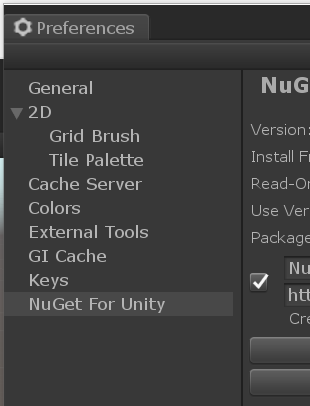 Preferences
General
2D
Grid Brush
Tile Palette
Cache Server
Colors
External Tools
GI Cache
Keys
NuGet For Unity
NuG
Version:
Install Fr
Read-On
Use Ver
Package
Nu
htt
Cre